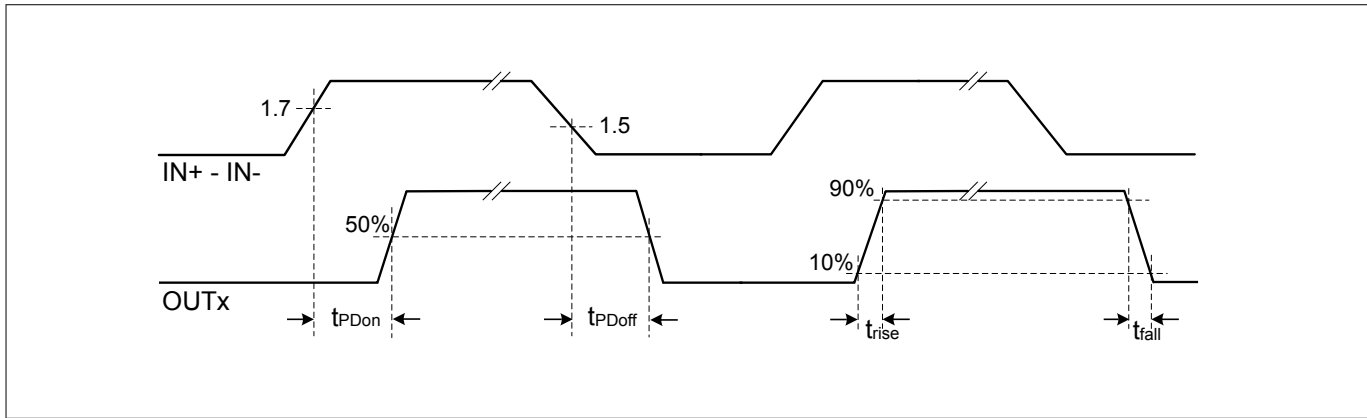 1.7
1.5
IN+ - IN-
90%
50%
10%
OUTx
tPDon
tPDoff
trise
tfall